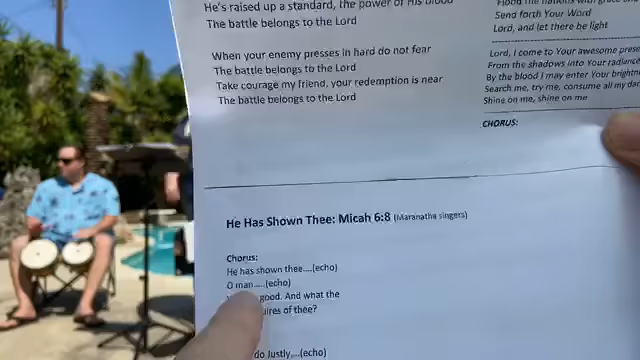 He's raised up a standard, the power of His blood
The battle belongs to the Lord
When your enemy presses in hard do not fear
The battle belongs to the Lord
Take courage my friend, your redemption is near
The battle belongs to the Lord
He Has Shown Thee: Micah 6:8 (Maranatha singers)
Chorus:
He has shown thee....(echo)
O man.....(echo)
good. And what the
of thee?
do Justly,...(echo)
Send forth Your Word
Lord, and let there be light
Lord, I come to Your awesome
From the shadows into Your
By the blood I may enter Your
Search me, try me, consume all my
Shine on me, shine on me
CHORUS: